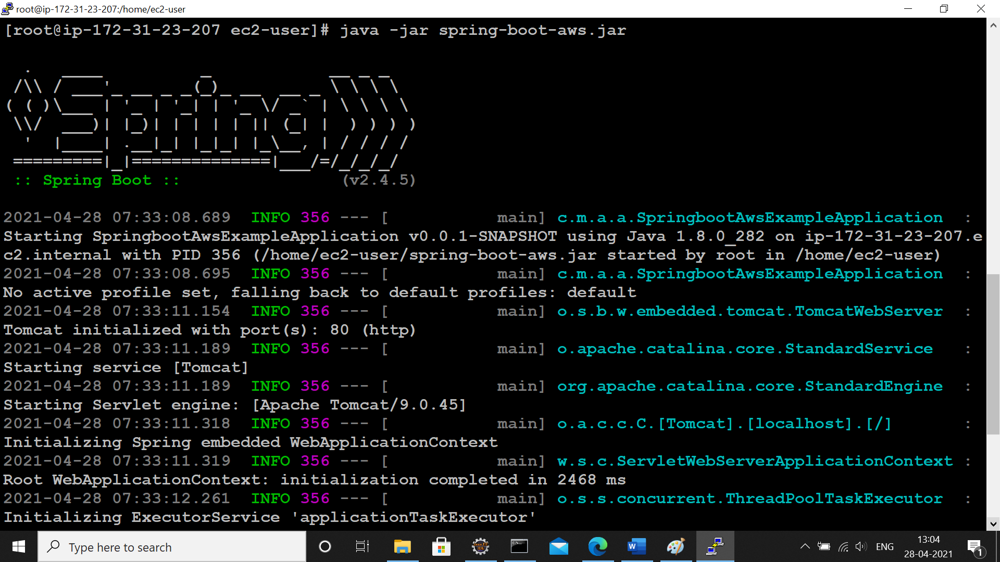 root@ip-172-31-23-207:/home/ec2-user
[root@ip-172-31-23-207 ec2-user]# java -jar spring-boot-aws.jar
  .   ____          _            __ _ _
 /\\ / ___'_ __ _ _(_)_ __  __ _ \ \ \ \
( ( )\___ | '_ | '_| | '_ \/ _` | \ \ \ \
 \\/  ___)| |_)| | | | | || (_| |  ) ) ) )
  '  |____| .__|_| |_|_| |_\__, | / / / /
 =========|_|==============|___/=/_/_/_/
 :: Spring Boot ::                (v2.4.5)
2021-04-28 07:33:08.689  INFO 356 --- [           main] c.m.a.a.SpringbootAwsExampleApplication  :
Starting SpringbootAwsExampleApplication v0.0.1-SNAPSHOT using Java 1.8.0_282 on ip-172-31-23-207.e
c2.internal with PID 356 (/home/ec2-user/spring-boot-aws.jar started by root in /home/ec2-user)
2021-04-28 07:33:08.695  INFO 356 --- [           main] c.m.a.a.SpringbootAwsExampleApplication  :
No active profile set, falling back to default profiles: default
2021-04-28 07:33:11.154  INFO 356 --- [           main] o.s.b.w.embedded.tomcat.TomcatWebServer  :
Tomcat initialized with port(s): 80 (http)
2021-04-28 07:33:11.189  INFO 356 --- [           main] o.apache.catalina.core.StandardService   :
Starting service [Tomcat]
2021-04-28 07:33:11.189  INFO 356 --- [           main] org.apache.catalina.core.StandardEngine  :
Starting Servlet engine: [Apache Tomcat/9.0.45]
2021-04-28 07:33:11.318  INFO 356 --- [           main] o.a.c.c.C.[Tomcat].[localhost].[/]       :
Initializing Spring embedded WebApplicationContext
2021-04-28 07:33:11.319  INFO 356 --- [           main] w.s.c.ServletWebServerApplicationContext :
Root WebApplicationContext: initialization completed in 2468 ms
2021-04-28 07:33:12.261  INFO 356 --- [           main] o.s.s.concurrent.ThreadPoolTaskExecutor  :
Initializing ExecutorService 'applicationTaskExecutor'
Type here to search
Java EE
IDE
W
ENG
13:04
28-04-2021
1